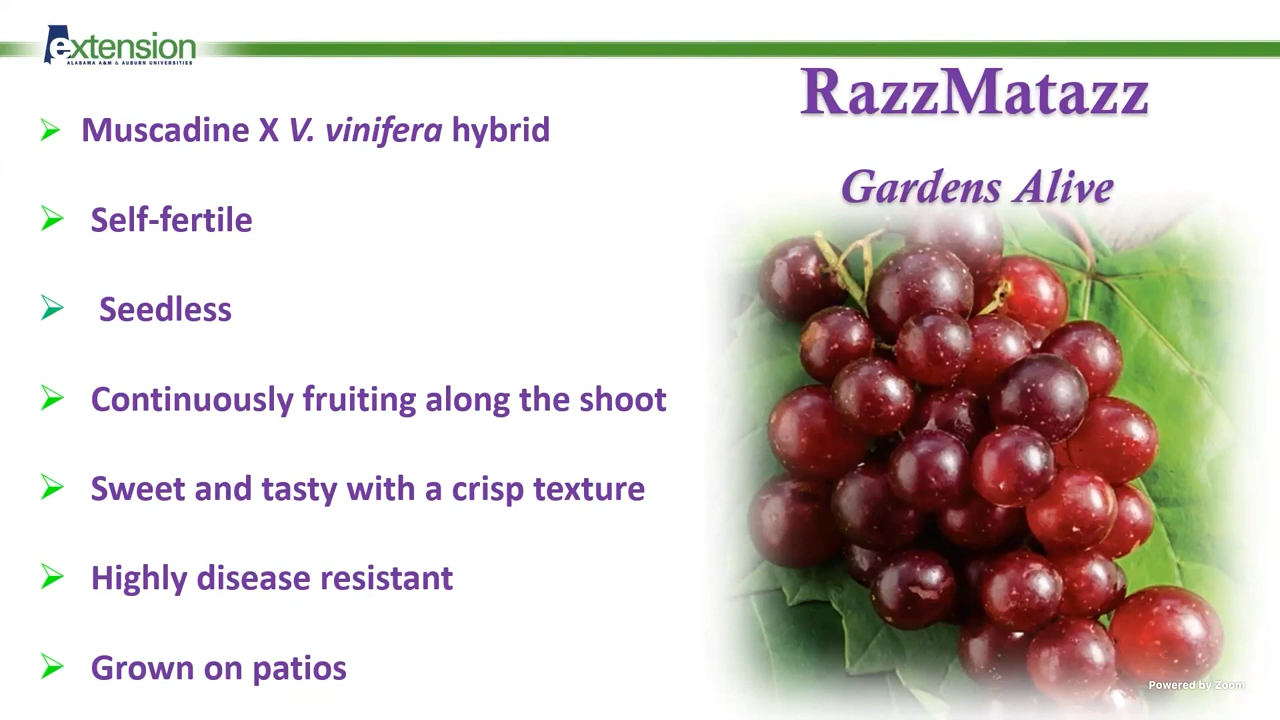 extension
ALABAMA A&M & AUBURN UNIVERSITIES
RazzMatazz
Gardens Alive
Muscadine X V. vinifera hybrid
Self-fertile
Seedless
Continuously fruiting along the shoot
Sweet and tasty with a crisp texture
Highly disease resistant
Grown on patios
Powered by Zoom